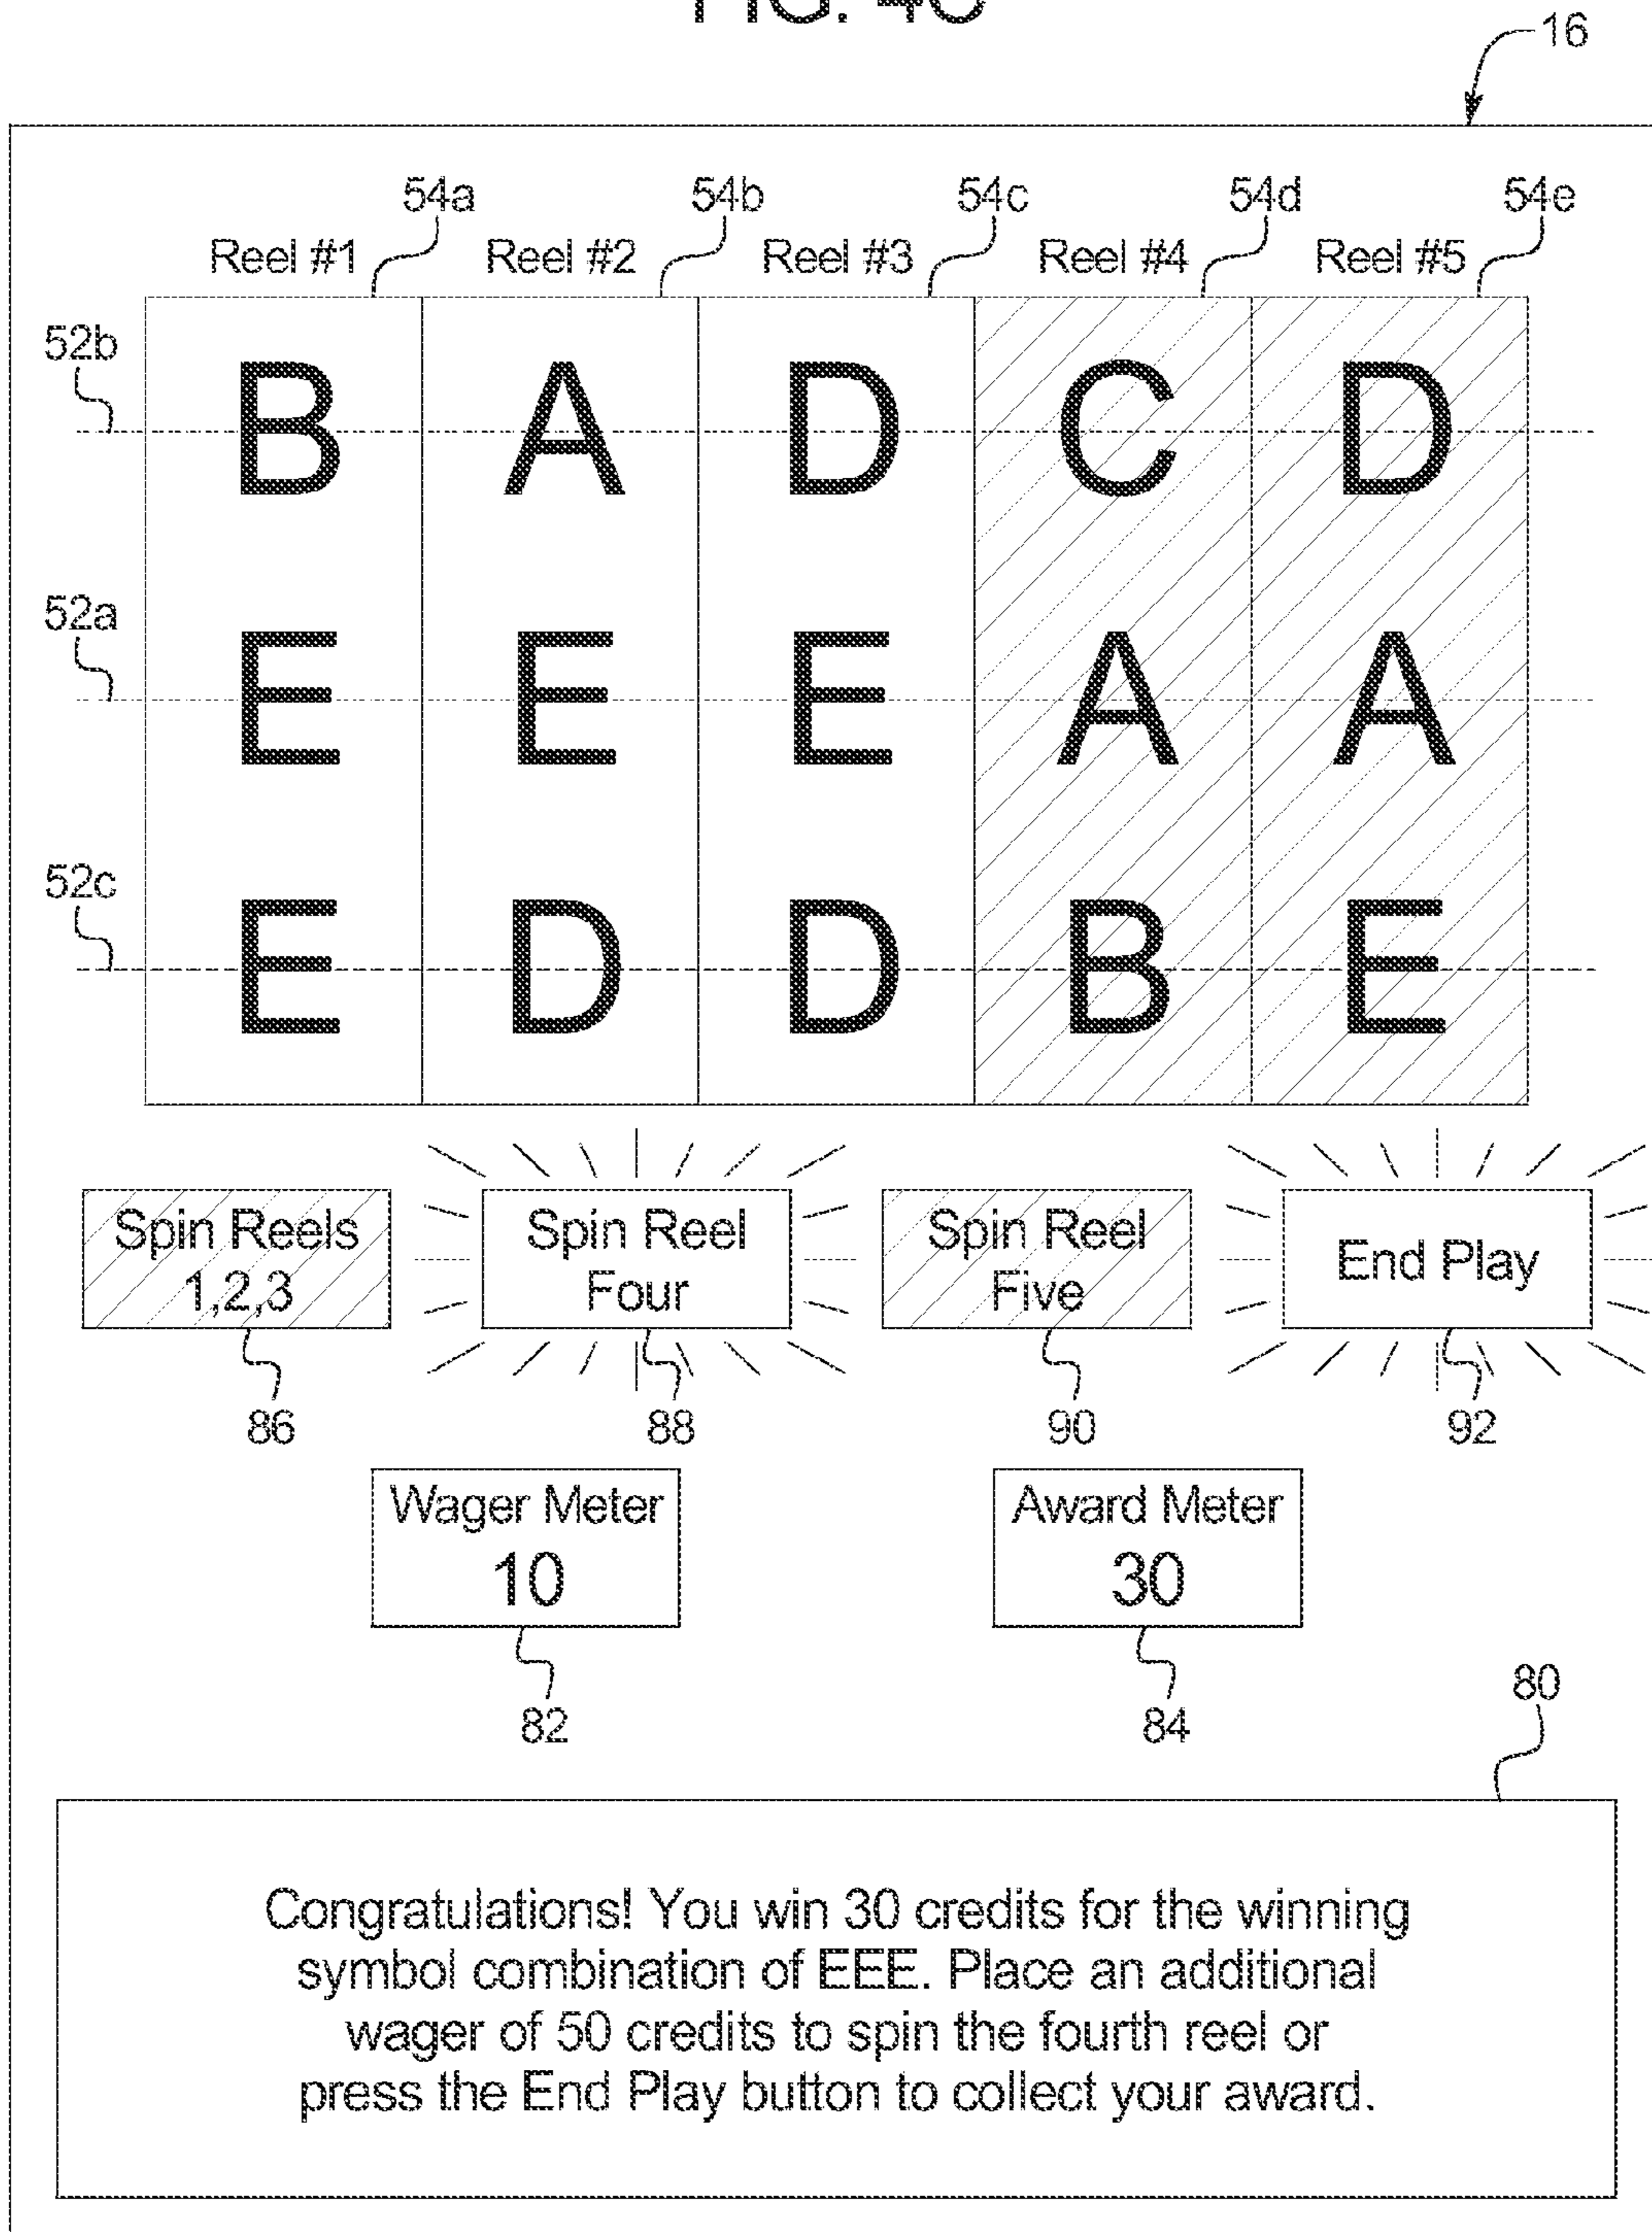 FIG. 4C
16
54a 54b 54c 54d 54e
Reel #1 Reel #2 Reel #3 Reel #4 Reel #5
52b
B A D C D
52a
E E E A A
52c
E D D B E
Spin Reels
1,2,3
Spin Reel
Four
Spin Reel
Five
End Play
86 88 90 92
Wager Meter
10
Award Meter
30
82 84
80
Congratulations! You win 30 credits for the winning
symbol combination of EEE. Place an additional
wager of 50 credits to spin the fourth reel or
press the End Play button to collect your award.